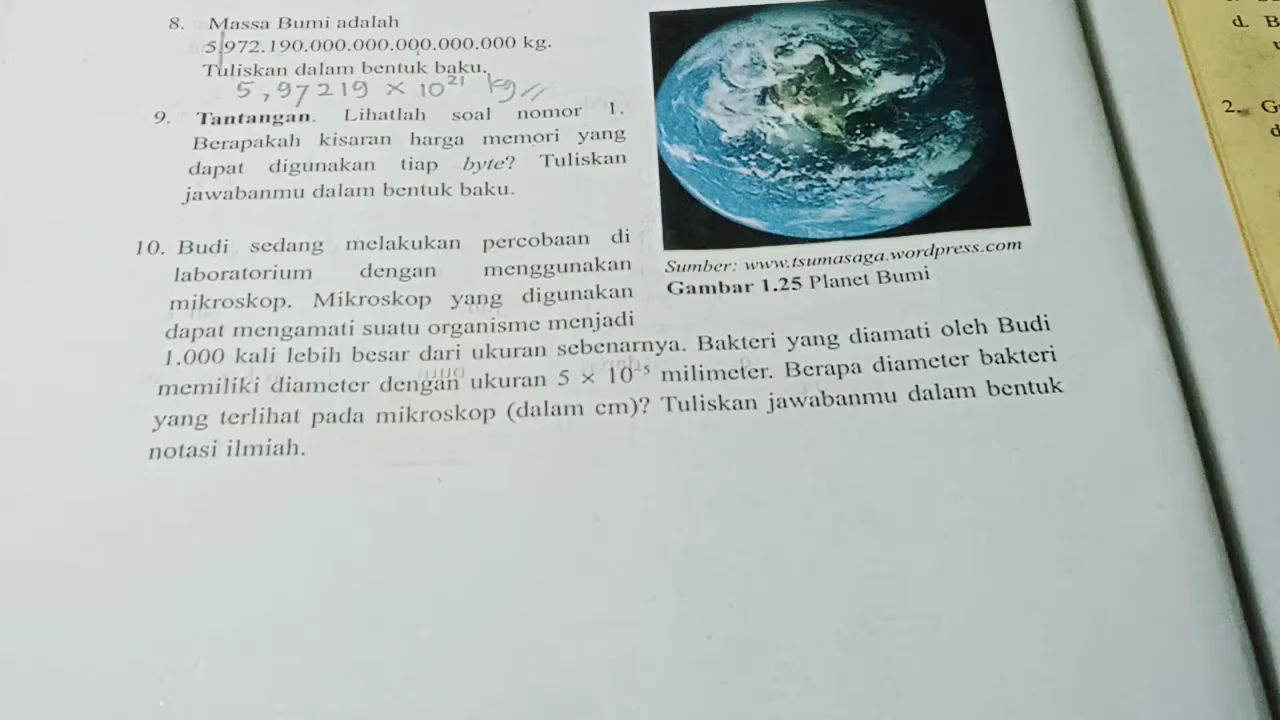 8. Massa Bumi adalah
5.972.190.000.000.000.000.000 kg.
Tuliskan dalam bentuk baku.
5,97219 × 10²¹ kg
9. Tantangan. Lihatlah soal nomor 1.
Berapakah kisaran harga memori yang
dapat digunakan tiap byte? Tuliskan
jawabanmu dalam bentuk baku.
10. Budi sedang melakukan percobaan di
laboratorium dengan menggunakan
mikroskop. Mikroskop yang digunakan
dapat mengamati suatu organisme menjadi
1.000 kali lebih besar dari ukuran sebenarnya. Bakteri yang diamati oleh Budi
memiliki diameter dengan ukuran 5 × 10⁻⁵ milimeter. Berapa diameter bakteri
yang terlihat pada mikroskop (dalam cm)? Tuliskan jawabanmu dalam bentuk
notasi ilmiah.
Sumber: www.tsumasaga.wordpress.com
Gambar 1.25 Planet Bumi
d. B
2. G